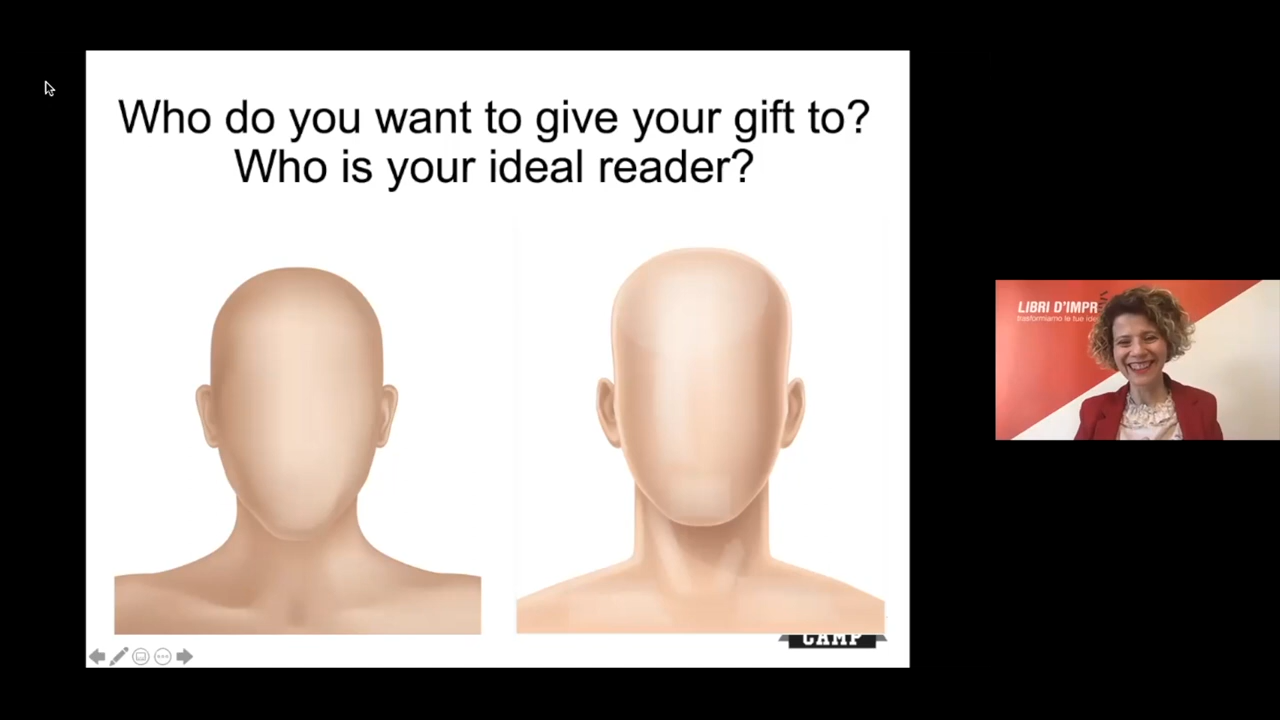 Who do you want to give your gift to?
Who is your ideal reader?
LIBRI D'IMPR
trasformiamo le tue
CAMP